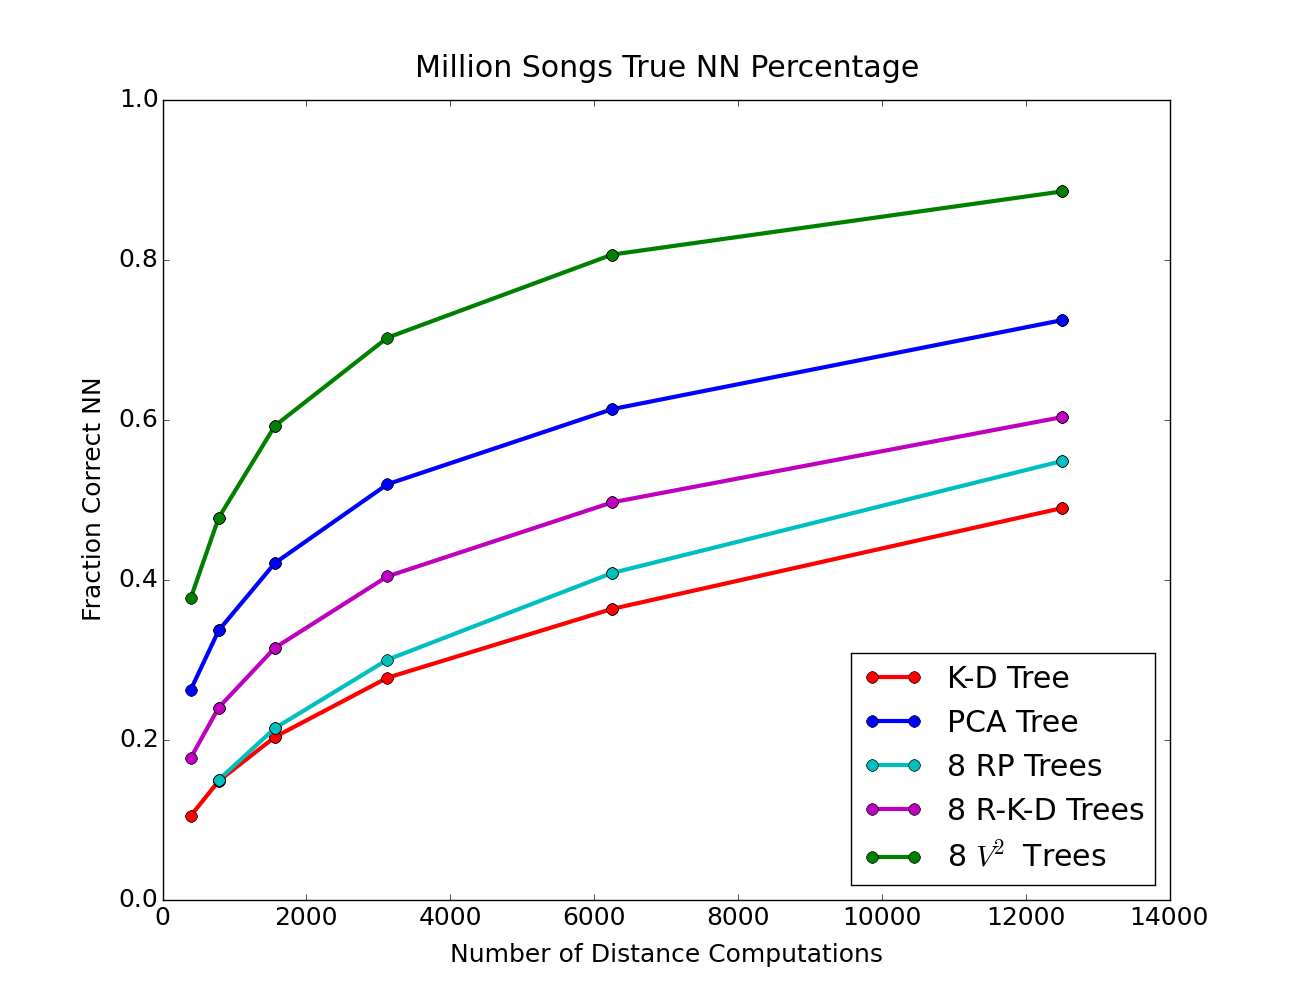 Million Songs True NN Percentage
1.0
0.8
0.6
0.4
0.2
0.0
Fraction Correct NN
0 2000 4000 6000 8000 10000 12000 14000
Number of Distance Computations
K-D Tree
PCA Tree
8 RP Trees
8 R-K-D Trees
8 V² Trees